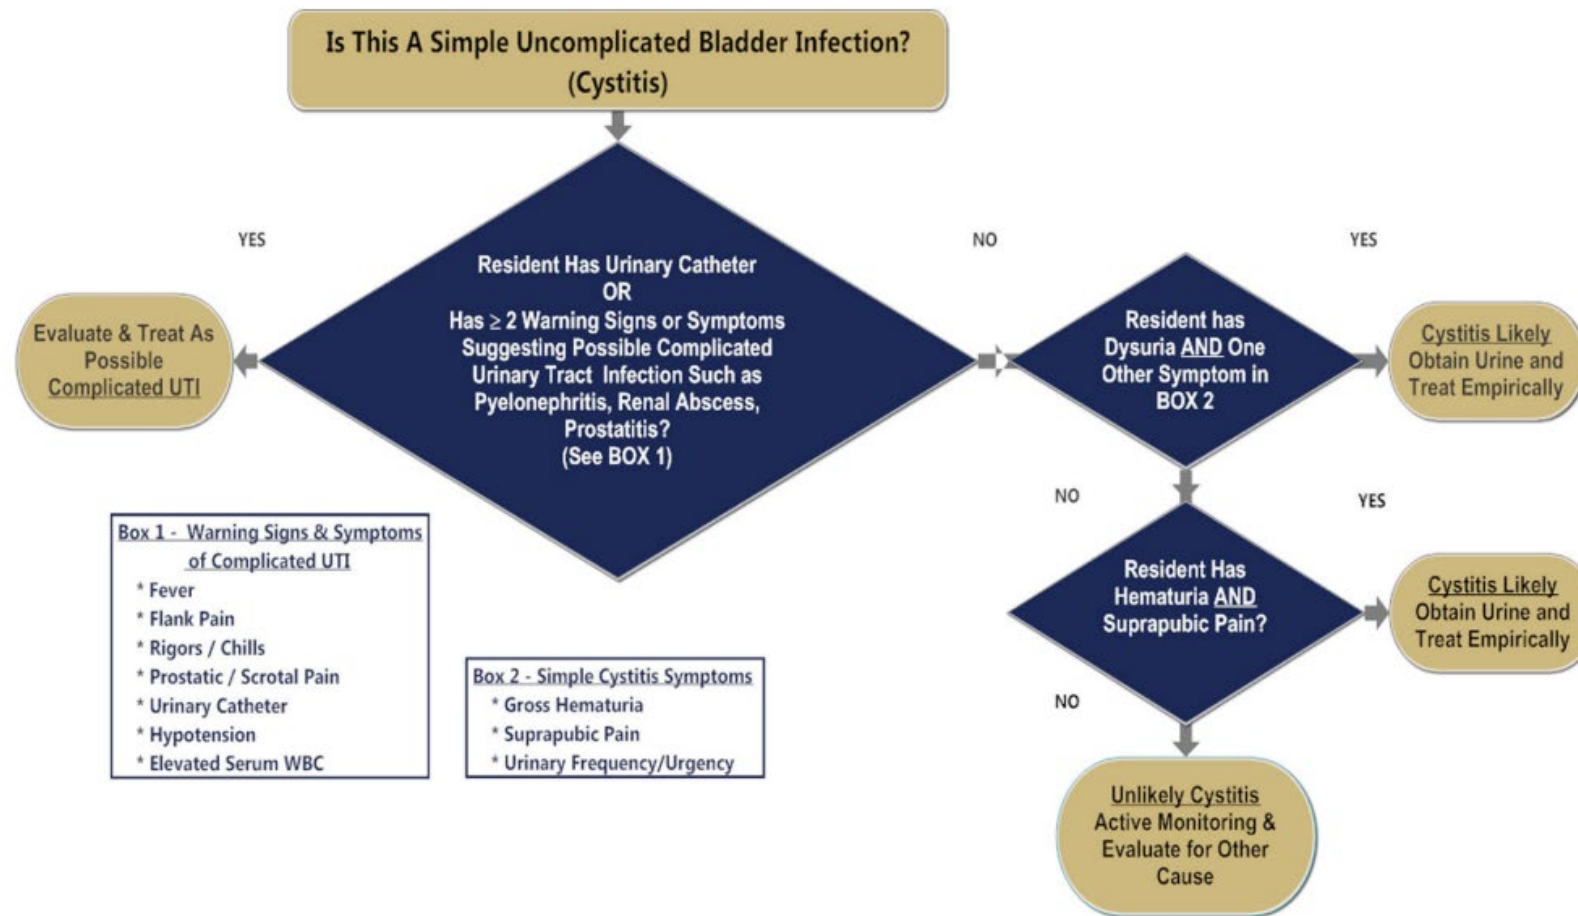 Is This A Simple Uncomplicated Bladder Infection?
(Cystitis)
YES
NO
YES
Resident Has Urinary Catheter
OR
Has ≥ 2 Warning Signs or Symptoms
Suggesting Possible Complicated
Urinary Tract Infection Such as
Pyelonephritis, Renal Abscess,
Prostatitis?
(See BOX 1)
Evaluate & Treat As
Possible
Complicated UTI
Resident has
Dysuria AND One
Other Symptom in
BOX 2
Cystitis Likely
Obtain Urine and
Treat Empirically
NO
YES
Resident Has
Hematuria AND
Suprapubic Pain?
Cystitis Likely
Obtain Urine and
Treat Empirically
NO
Unlikely Cystitis
Active Monitoring &
Evaluate for Other
Cause
Box 1 - Warning Signs & Symptoms
of Complicated UTI
* Fever
* Flank Pain
* Rigors / Chills
* Prostatic / Scrotal Pain
* Urinary Catheter
* Hypotension
* Elevated Serum WBC
Box 2 - Simple Cystitis Symptoms
* Gross Hematuria
* Suprapubic Pain
* Urinary Frequency/Urgency